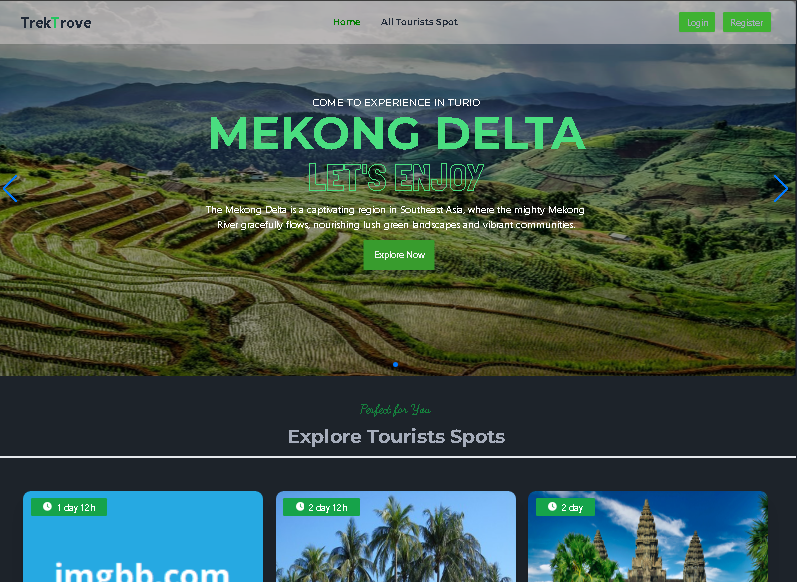 TrekTrove
Home
All Tourists Spot
Login
Register
COME TO EXPERIENCE IN TURIO
MEKONG DELTA
LET'S ENJOY
The Mekong Delta is a captivating region in Southeast Asia, where the mighty Mekong
River gracefully flows, nourishing lush green landscapes and vibrant communities.
Explore Now
Perfect for You
Explore Tourists Spots
1 day 12 h
2 day 12 h
2 day
imgbb.com